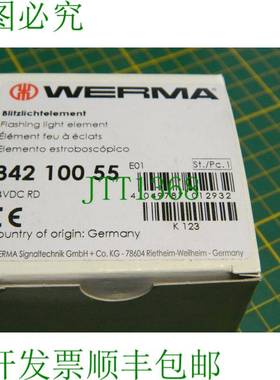 图必究
WERMA
Blitzlichtelement
Flashing light element
Élément feu à éclats
Elemento estroboscópico
342 100 55 E01
St./Pc.1
4VDC RD
JTT1368
CE
K 123
ountry of origin: Germany
ERMA Signaltechnik GmbH + Co. KG - 78604 Rietheim-Weilheim - Germany
开发票顺丰包邮